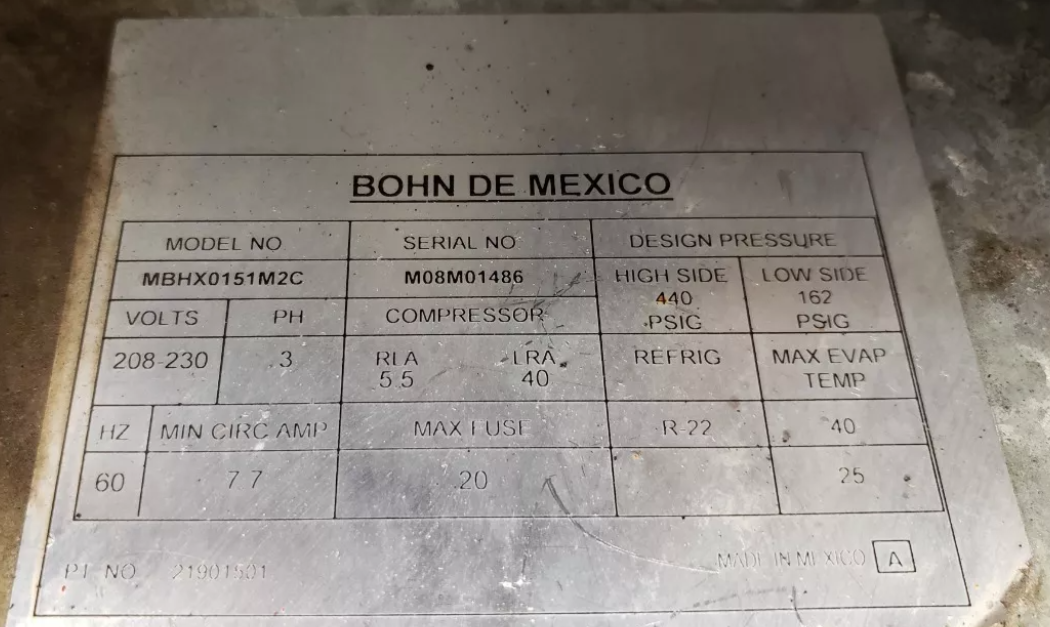 BOHN DE MEXICO
MODEL NO SERIAL NO DESIGN PRESSURE
MBHX0151M2C M08M01486 HIGH SIDE LOW SIDE
440 162
VOLTS PH COMPRESSOR PSIG PSIG
208-230 3 RLA LRA REFRIG MAX EVAP
5.5 40 TEMP
HZ MIN CIRC AMP MAX FUSE R-22 40
60 7.7 20 25
PT NO 21901501 MADE IN MEXICO A